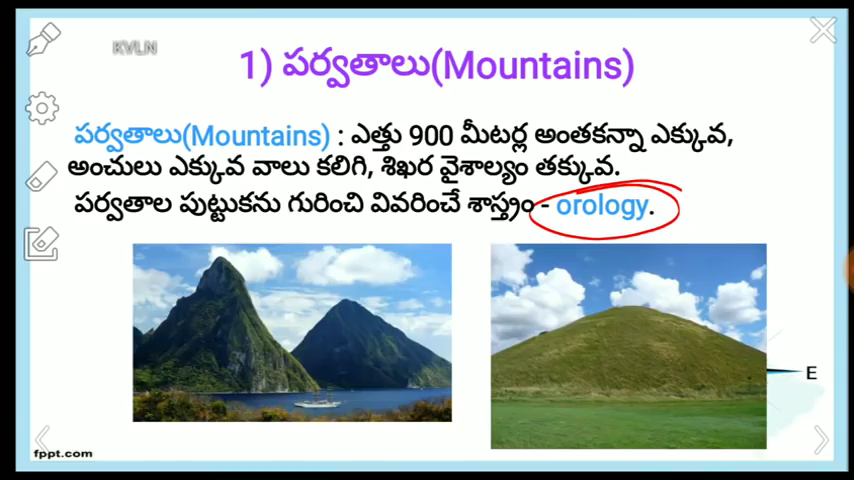 KVLN
1) పర్వతాలు(Mountains)
పర్వతాలు(Mountains) : ఎత్తు 900 మీటర్ల అంతకన్నా ఎక్కువ,
అంచులు ఎక్కువ వాలు కలిగి, శిఖర వైశాల్యం తక్కువ.
పర్వతాల పుట్టుకను గురించి వివరించే శాస్త్రం - orology.
E
fppt.com